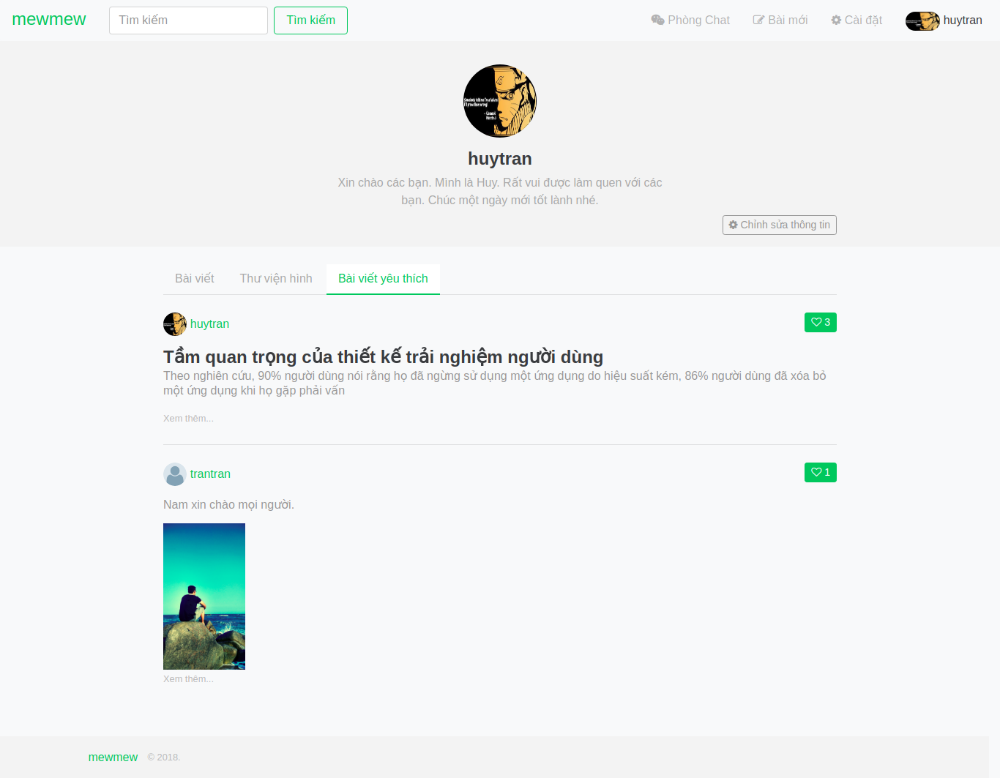 mewmew
Tìm kiếm
Tìm kiếm
Phòng Chat
Bài mới
Cài đặt
huytran
huytran
Xin chào các bạn. Mình là Huy. Rất vui được làm quen với các
bạn. Chúc một ngày mới tốt lành nhé.
Chỉnh sửa thông tin
Bài viết
Thư viện hình
Bài viết yêu thích
huytran
3
Tầm quan trọng của thiết kế trải nghiệm người dùng
Theo nghiên cứu, 90% người dùng nói rằng họ đã ngừng sử dụng một ứng dụng do hiệu suất kém, 86% người dùng đã xóa bỏ
một ứng dụng khi họ gặp phải vấn
Xem thêm...
trantran
1
Nam xin chào mọi người.
Xem thêm...
mewmew © 2018.